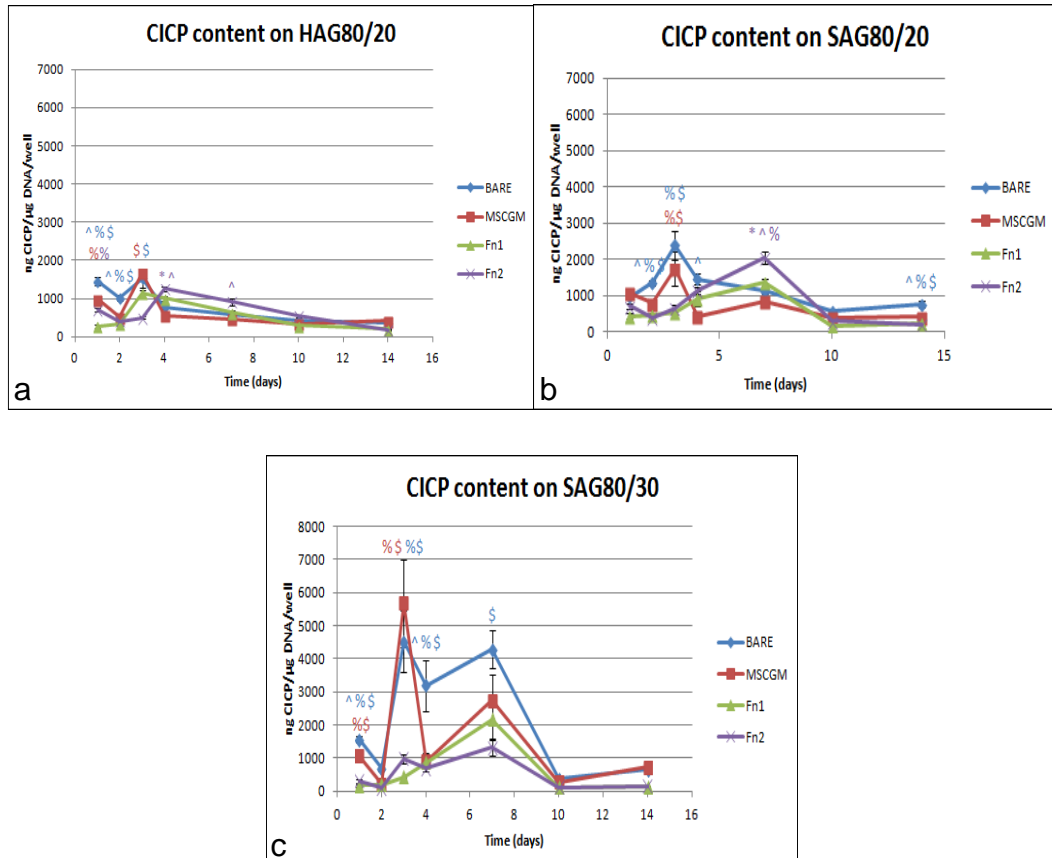 CICP content on HAG80/20
7000
6000
5000
4000
3000
2000
1000
0
ng CICP/µg DNA/well
^ % $
%%
^ % $
$ $
* ^
^
0 2 4 6 8 10 12 14 16
Time (days)
BARE
MSCGM
Fn1
Fn2
a
CICP content on SAG80/20
7000
6000
5000
4000
3000
2000
1000
0
ng CICP/µg DNA/well
% $
%$
^ % $
^
* ^ %
^ % $
0 5 10 15
Time (days)
BARE
MSCGM
Fn1
Fn2
b
CICP content on SAG80/30
8000
7000
6000
5000
4000
3000
2000
1000
0
ng CICP/µg DNA/well
% $ %$
^ % $
$
^ % $
%$
0 2 4 6 8 10 12 14 16
Time (days)
BARE
MSCGM
Fn1
Fn2
c